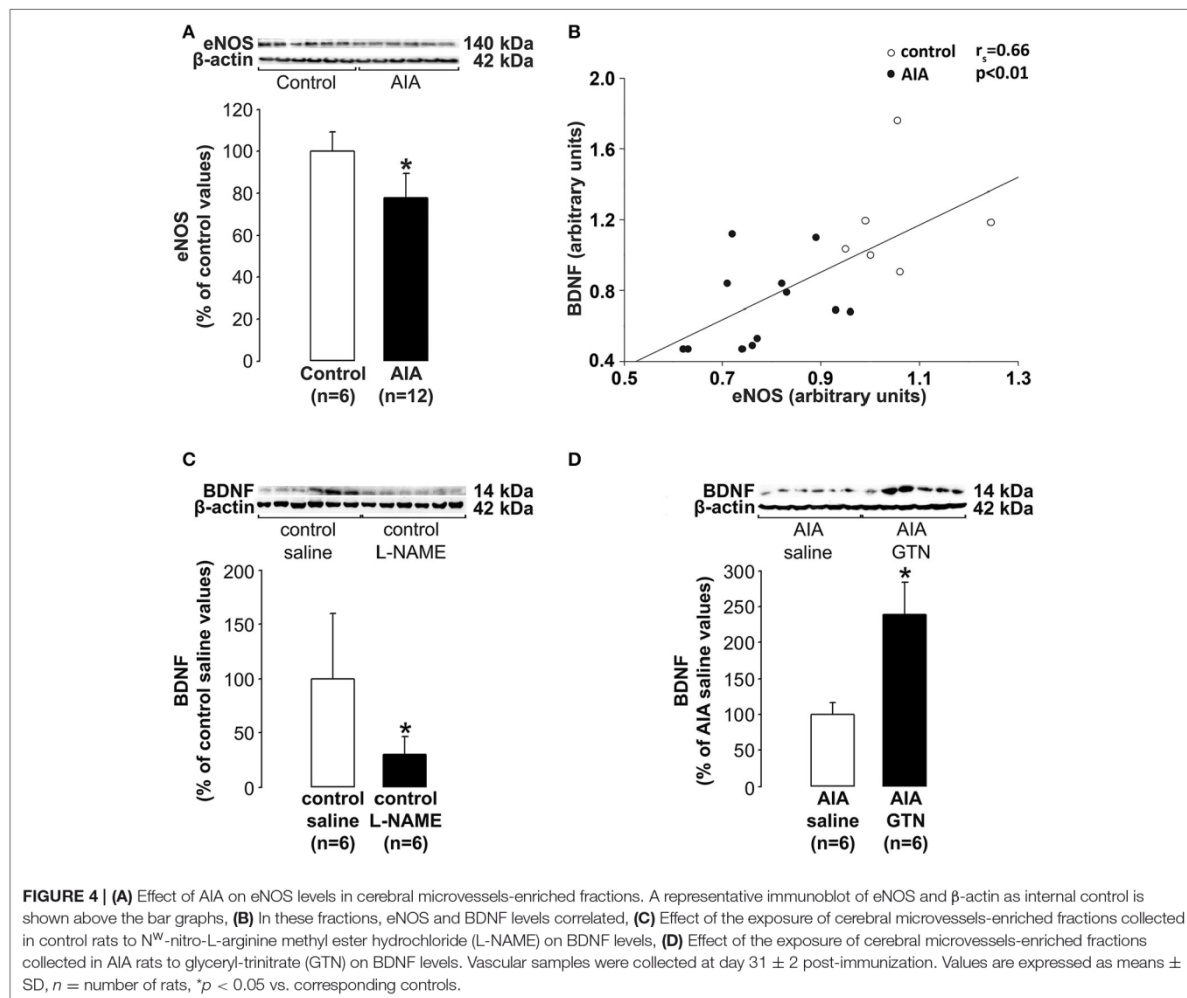 A
eNOS 140 kDa
β-actin 42 kDa
Control AIA
120
100
80
60
40
20
0
eNOS
(% of control values)
*
Control AIA
(n=6) (n=12)
B
control rs=0.66
AIA p<0.01
2.0
1.6
1.2
0.8
0.4
BDNF (arbitrary units)
0.5 0.7 0.9 1.1 1.3
eNOS (arbitrary units)
C
BDNF 14 kDa
β-actin 42 kDa
control control
saline L-NAME
200
150
100
50
0
BDNF
(% of control saline values)
*
control control
saline L-NAME
(n=6) (n=6)
D
BDNF 14 kDa
β-actin 42 kDa
AIA AIA
saline GTN
300
250
200
150
100
50
0
BDNF
(% of AIA saline values)
*
AIA AIA
saline GTN
(n=6) (n=6)
FIGURE 4 | (A) Effect of AIA on eNOS levels in cerebral microvessels-enriched fractions. A representative immunoblot of eNOS and β-actin as internal control is
shown above the bar graphs, (B) In these fractions, eNOS and BDNF levels correlated, (C) Effect of the exposure of cerebral microvessels-enriched fractions collected
in control rats to Nᵂ-nitro-L-arginine methyl ester hydrochloride (L-NAME) on BDNF levels, (D) Effect of the exposure of cerebral microvessels-enriched fractions
collected in AIA rats to glyceryl-trinitrate (GTN) on BDNF levels. Vascular samples were collected at day 31 ± 2 post-immunization. Values are expressed as means ±
SD, n = number of rats, *p < 0.05 vs. corresponding controls.